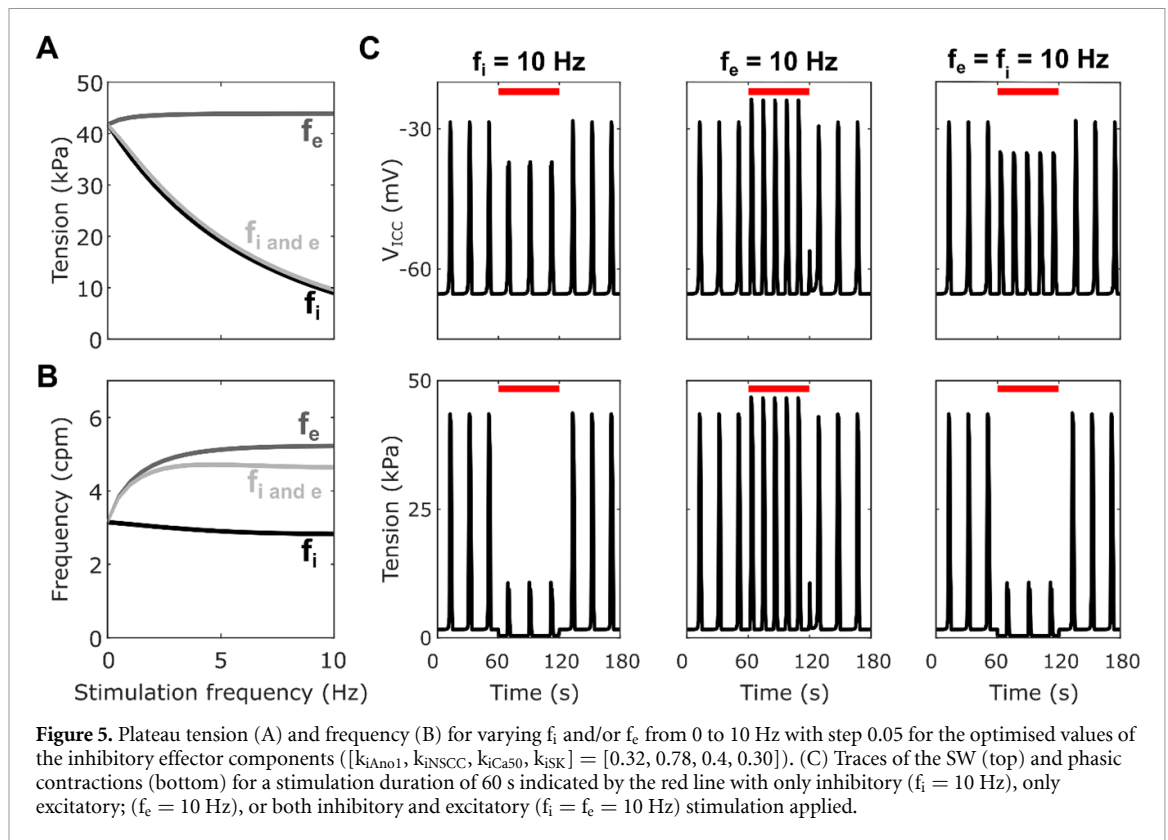 A
50
40
30
20
10
0
Tension (kPa)
fe
fi and e
fi
B
6
4
2
0
Frequency (cpm)
fe
fi and e
fi
0 5 10
Stimulation frequency (Hz)
C
fi = 10 Hz
fe = 10 Hz
fe = fi = 10 Hz
-30
-60
VICC (mV)
50
25
0
Tension (kPa)
0 60 120 180
Time (s)
0 60 120 180
Time (s)
0 60 120 180
Time (s)
Figure 5. Plateau tension (A) and frequency (B) for varying fi and/or fe from 0 to 10 Hz with step 0.05 for the optimised values of
the inhibitory effector components ([kiAno1, kiNSCC, kiCa50, kiSK] = [0.32, 0.78, 0.4, 0.30]). (C) Traces of the SW (top) and phasic
contractions (bottom) for a stimulation duration of 60 s indicated by the red line with only inhibitory (fi = 10 Hz), only
excitatory; (fe = 10 Hz), or both inhibitory and excitatory (fi = fe = 10 Hz) stimulation applied.